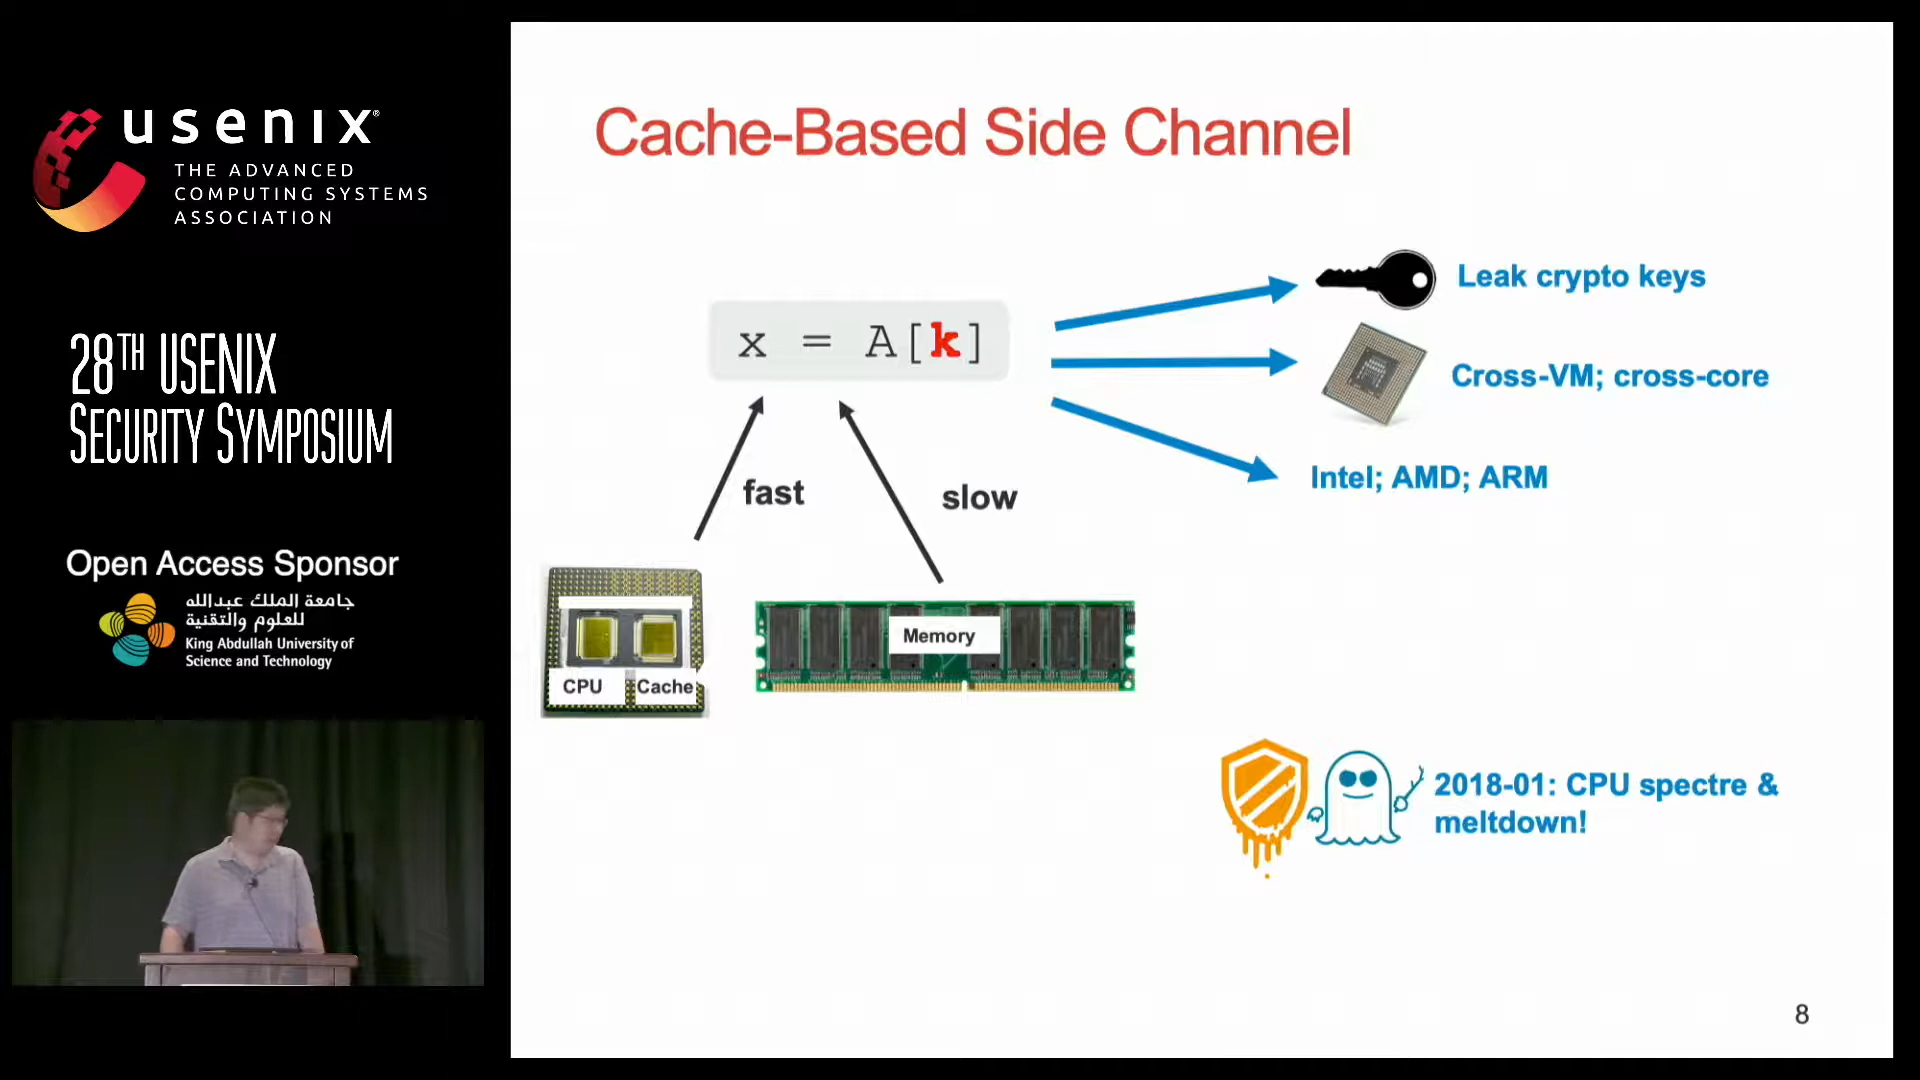 usenix®
THE ADVANCED
COMPUTING SYSTEMS
ASSOCIATION
28TH USENIX
SECURITY SYMPOSIUM
Open Access Sponsor
جامعة الملك عبدالله
للعلوم والتقنية
King Abdullah University of
Science and Technology
Cache-Based Side Channel
x = A[k]
fast
slow
CPU
Cache
Memory
Leak crypto keys
Cross-VM; cross-core
Intel; AMD; ARM
2018-01: CPU spectre &
meltdown!
8